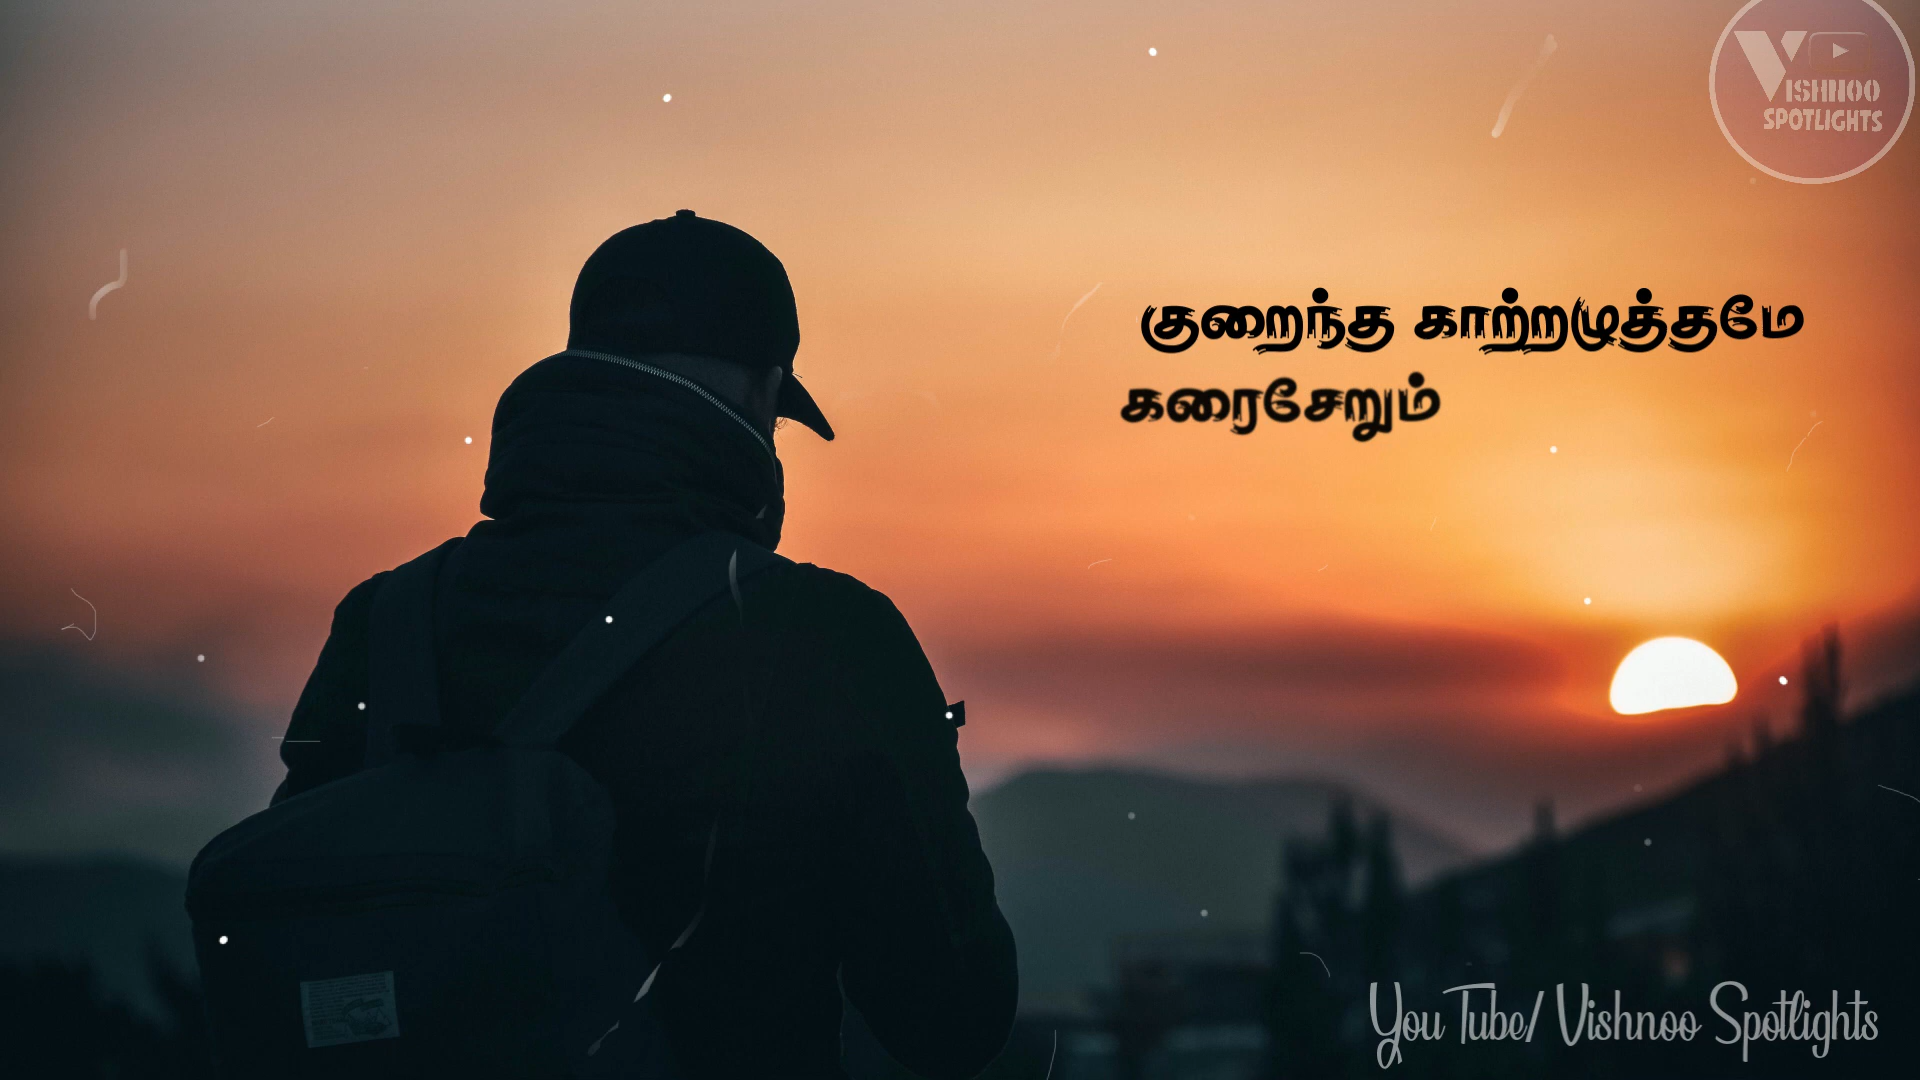 VISHNOO
SPOTLIGHTS
குறைந்த காற்றழுத்தமே
கரைசேறும்
You Tube/ Vishnoo Spotlights